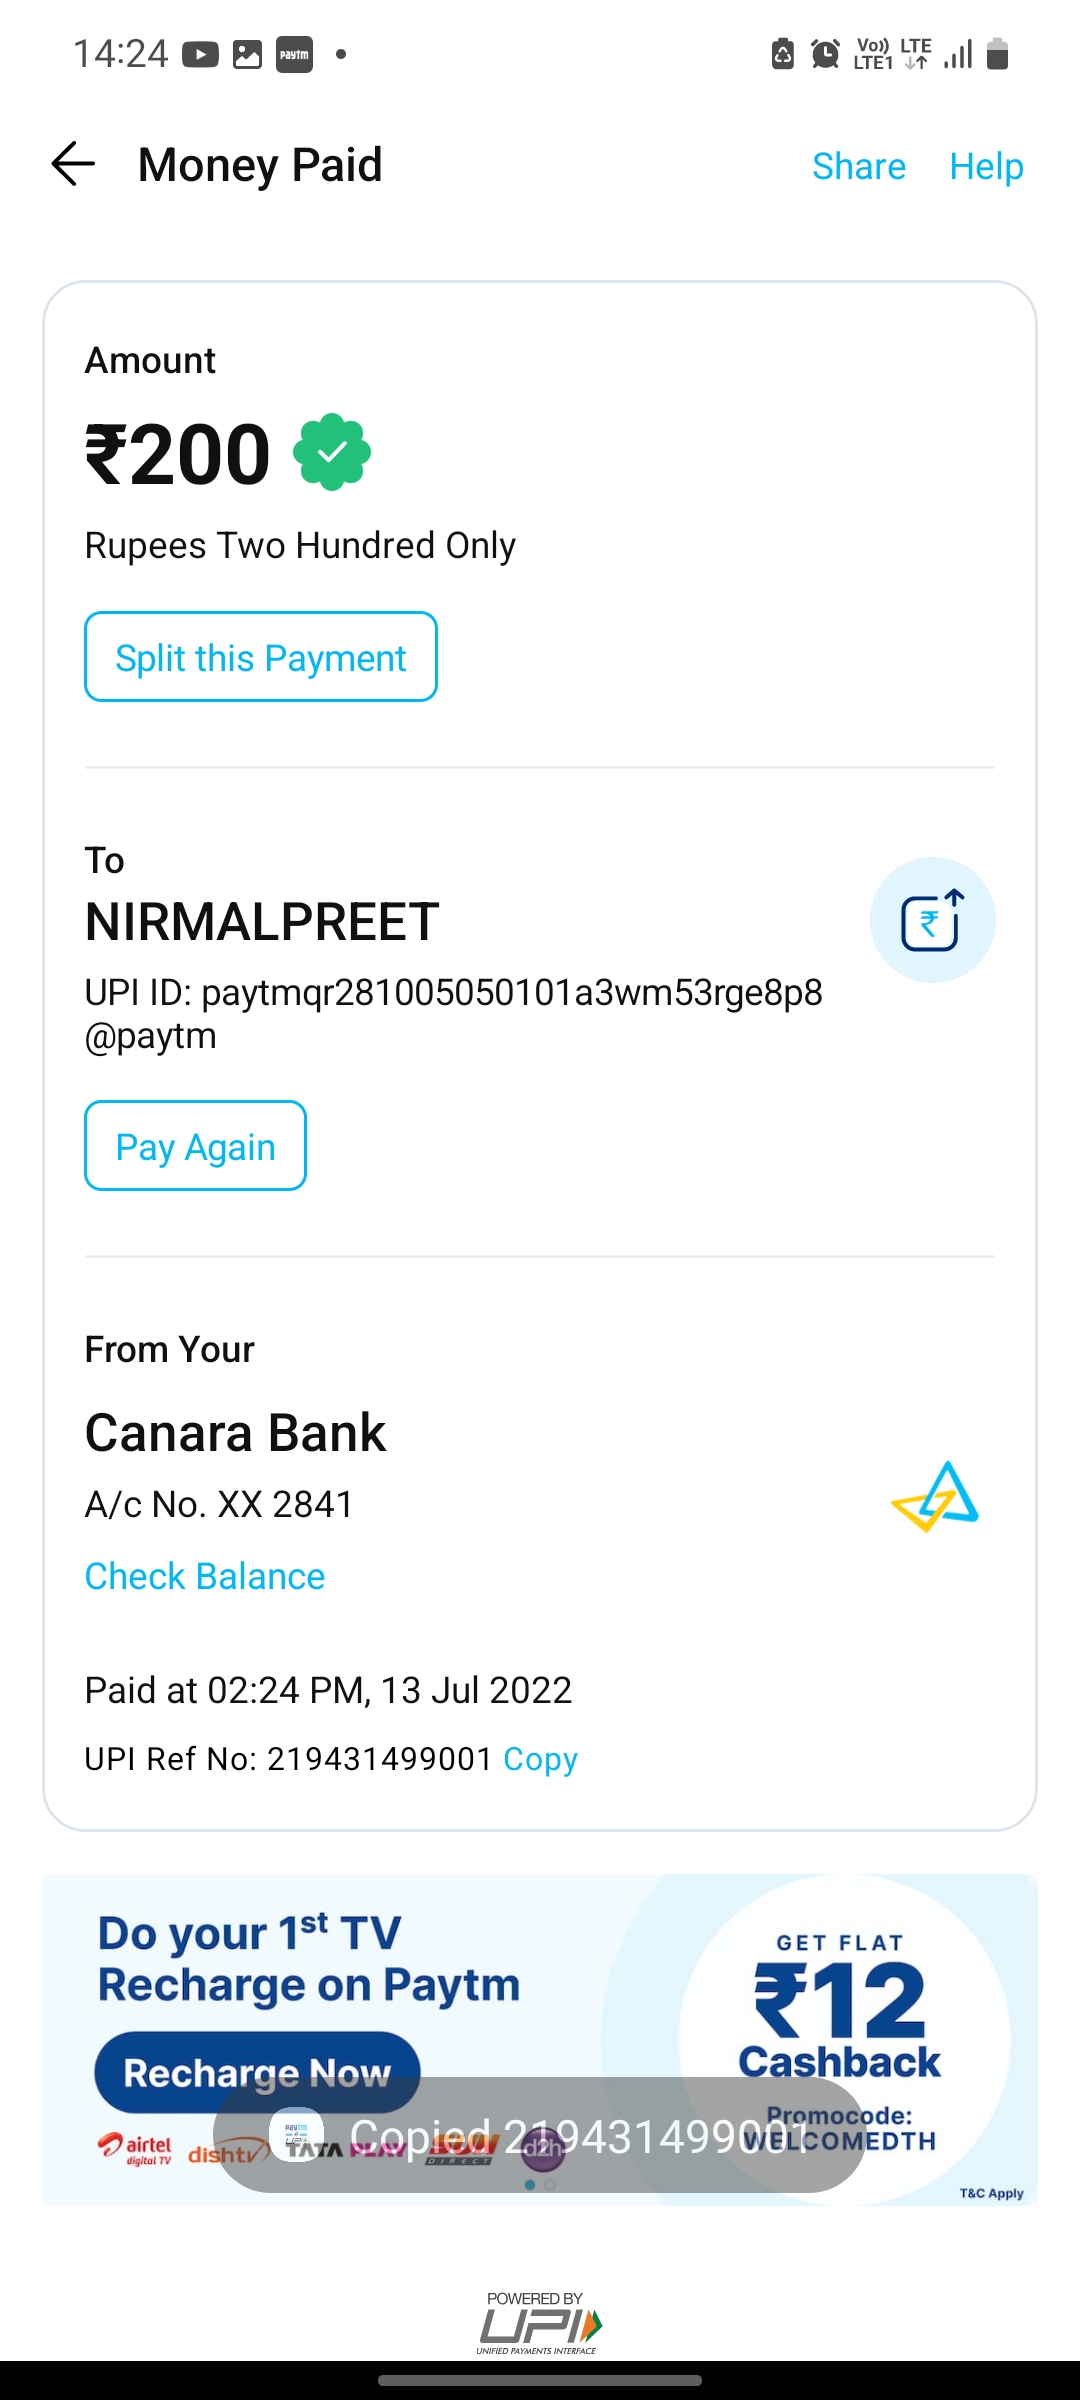 14:24 paytm Vo)) LTE1 LTE
Money Paid Share Help
Amount
₹200
Rupees Two Hundred Only
Split this Payment
To
NIRMALPREET
UPI ID: paytmqr281005050101a3wm53rge8p8
@paytm
Pay Again
From Your
Canara Bank
A/c No. XX 2841
Check Balance
Paid at 02:24 PM, 13 Jul 2022
UPI Ref No: 219431499001 Copy
Do your 1st TV
Recharge on Paytm
Recharge Now
GET FLAT
₹12
Cashback
Promocode:
WELCOMEDTH
airtel
digital TV
dishtv
TATA PLAY
DIRECT
d2h
Copied 219431499001
T&C Apply
POWERED BY
UPI
UNIFIED PAYMENTS INTERFACE